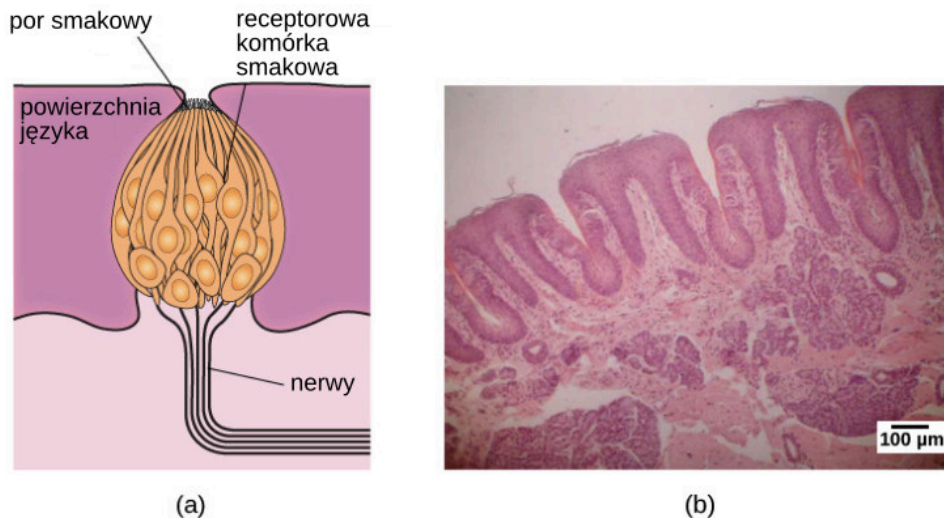 por smakowy
receptorowa
komórka
smakowa
powierzchnia
języka
nerwy
100 µm
(a)
(b)